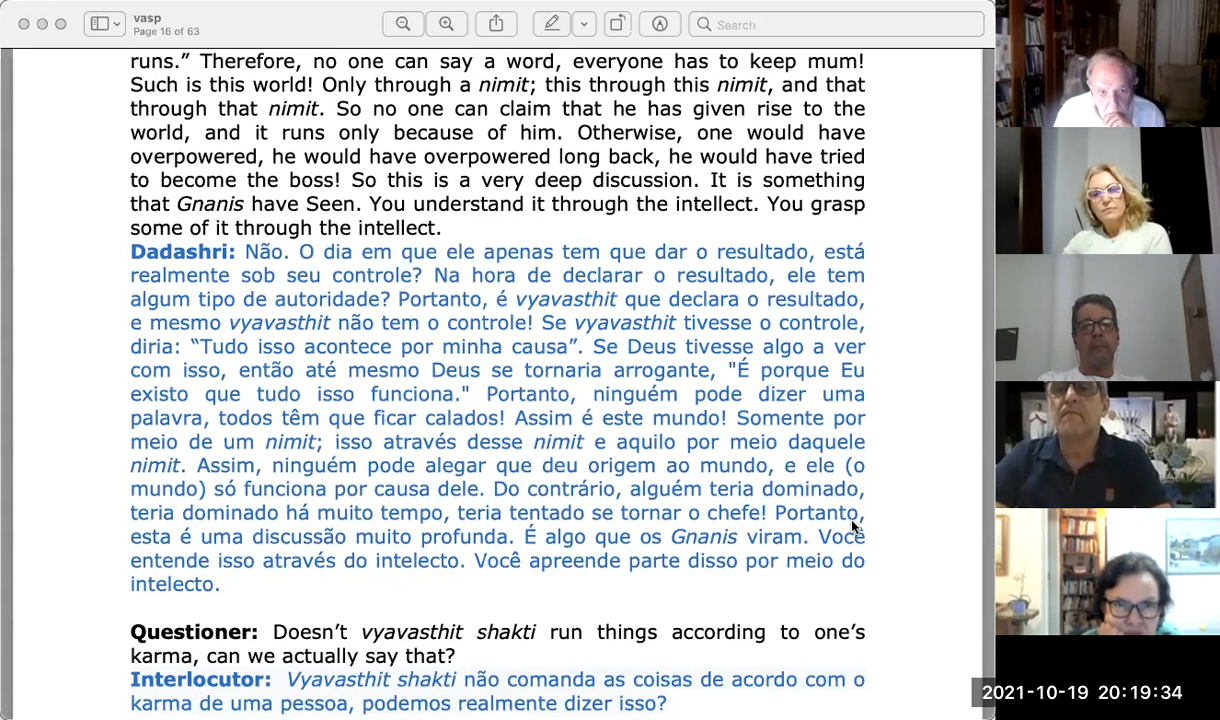 vasp
Page 16 of 63
Search
runs.” Therefore, no one can say a word, everyone has to keep mum!
Such is this world! Only through a nimit; this through this nimit, and that
through that nimit. So no one can claim that he has given rise to the
world, and it runs only because of him. Otherwise, one would have
overpowered, he would have overpowered long back, he would have tried
to become the boss! So this is a very deep discussion. It is something
that Gnanis have Seen. You understand it through the intellect. You grasp
some of it through the intellect.
Dadashri: Não. O dia em que ele apenas tem que dar o resultado, está
realmente sob seu controle? Na hora de declarar o resultado, ele tem
algum tipo de autoridade? Portanto, é vyavasthit que declara o resultado,
e mesmo vyavasthit não tem o controle! Se vyavasthit tivesse o controle,
diria: “Tudo isso acontece por minha causa”. Se Deus tivesse algo a ver
com isso, então até mesmo Deus se tornaria arrogante, "É porque Eu
existo que tudo isso funciona." Portanto, ninguém pode dizer uma
palavra, todos têm que ficar calados! Assim é este mundo! Somente por
meio de um nimit; isso através desse nimit e aquilo por meio daquele
nimit. Assim, ninguém pode alegar que deu origem ao mundo, e ele (o
mundo) só funciona por causa dele. Do contrário, alguém teria dominado,
teria dominado há muito tempo, teria tentado se tornar o chefe! Portanto,
esta é uma discussão muito profunda. É algo que os Gnanis viram. Você
entende isso através do intelecto. Você apreende parte disso por meio do
intelecto.
Questioner: Doesn’t vyavasthit shakti run things according to one’s
karma, can we actually say that?
Interlocutor: Vyavasthit shakti não comanda as coisas de acordo com o
karma de uma pessoa, podemos realmente dizer isso?
2021-10-19 20:19:34